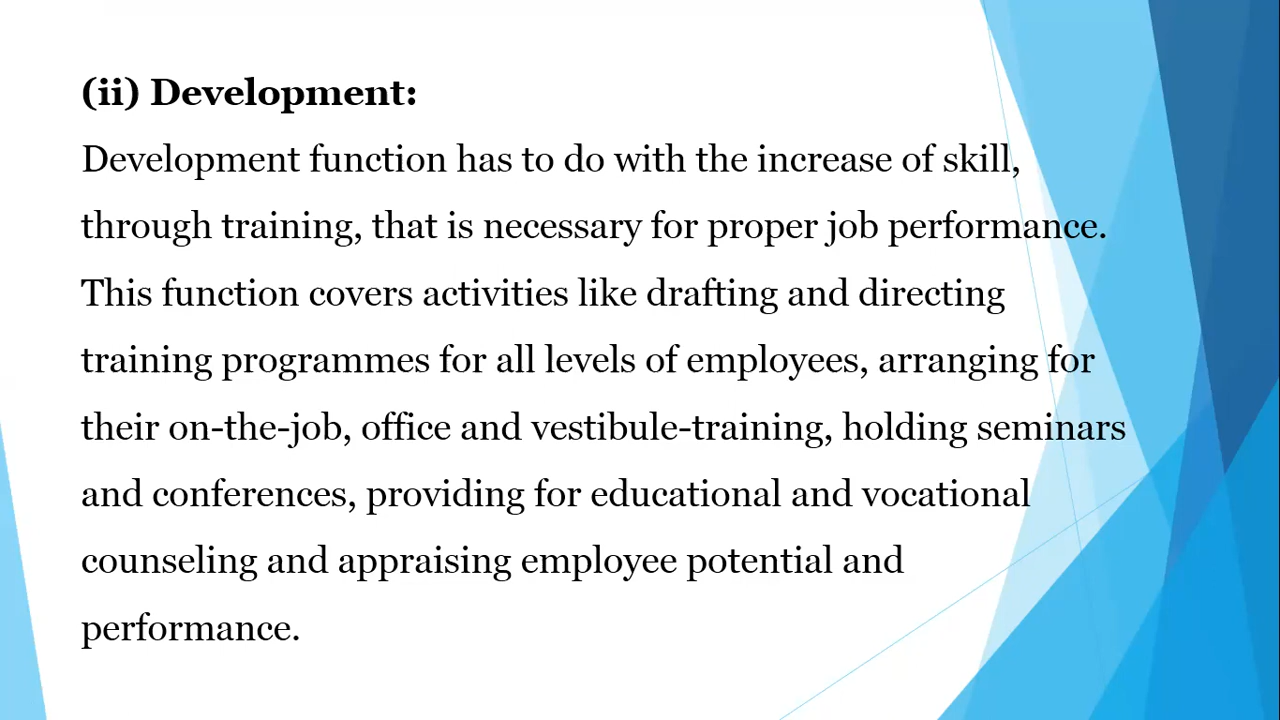 (ii) Development:
Development function has to do with the increase of skill,
through training, that is necessary for proper job performance.
This function covers activities like drafting and directing
training programmes for all levels of employees, arranging for
their on-the-job, office and vestibule-training, holding seminars
and conferences, providing for educational and vocational
counseling and appraising employee potential and
performance.